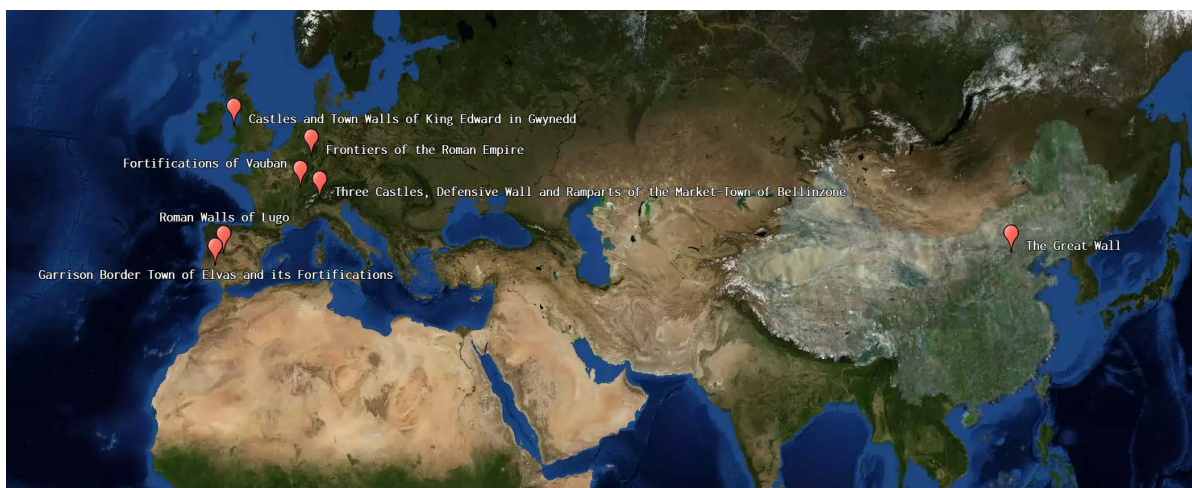 Castles and Town Walls of King Edward in Gwynedd
Frontiers of the Roman Empire
Fortifications of Vauban
Three Castles, Defensive Wall and Ramparts of the Market-Town of Bellinzone
Roman Walls of Lugo
The Great Wall
Garrison Border Town of Elvas and its Fortifications